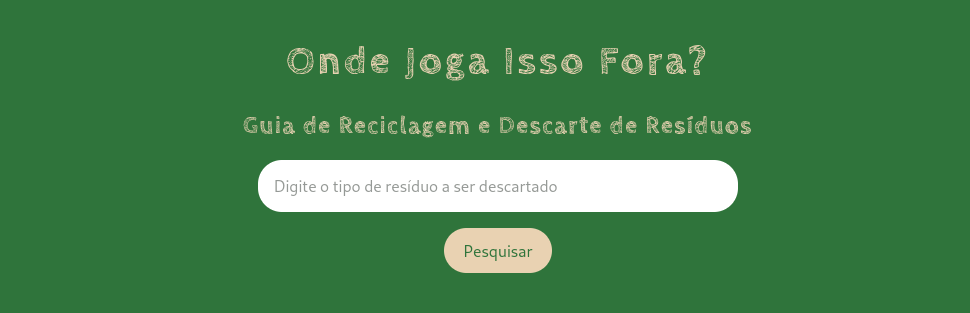 Onde Joga Isso Fora?
Guia de Reciclagem e Descarte de Resíduos
Digite o tipo de resíduo a ser descartado
Pesquisar